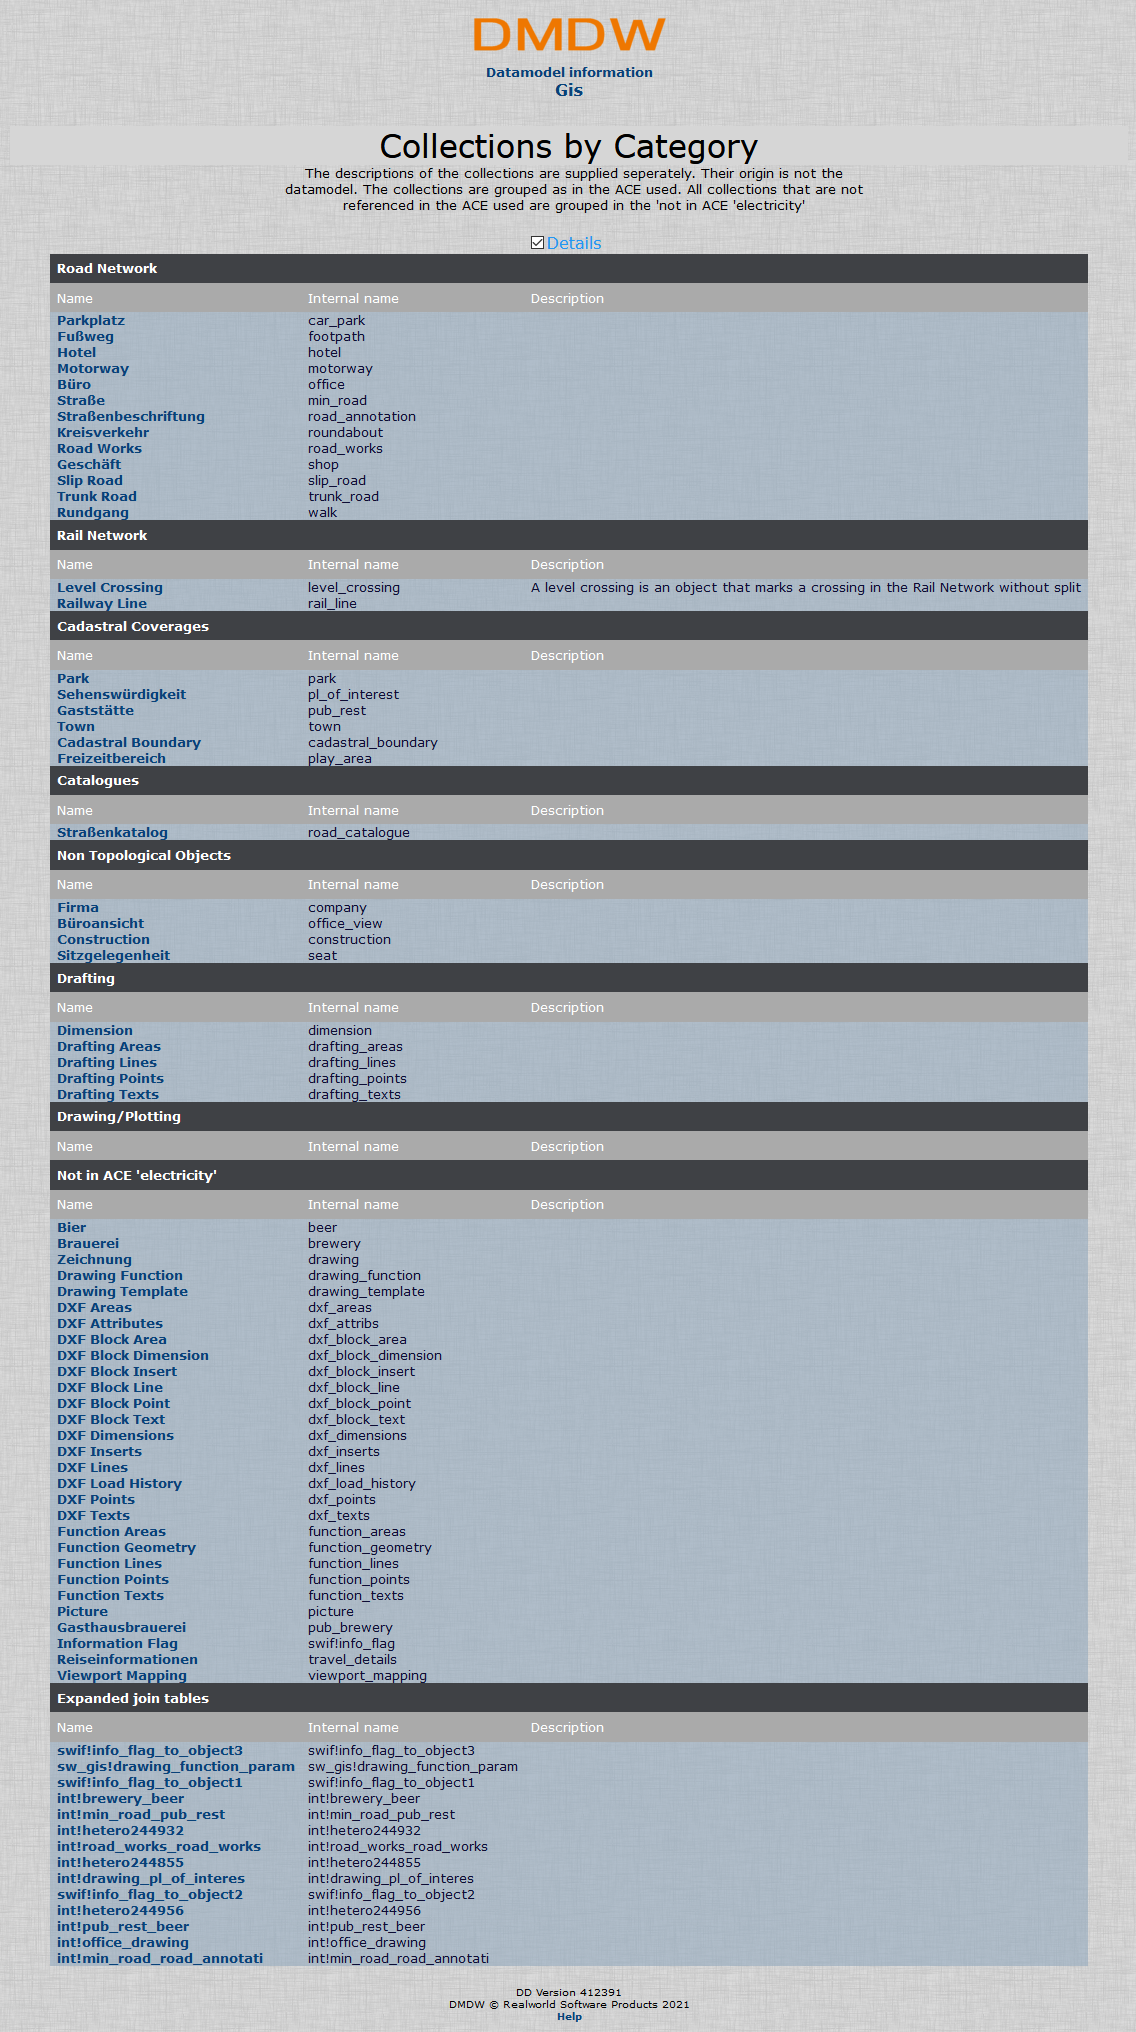 DMDW
Datamodel information
Gis
Collections by Category
The descriptions of the collections are supplied seperately. Their origin is not the
datamodel. The collections are grouped as in the ACE used. All collections that are not
referenced in the ACE used are grouped in the 'not in ACE 'electricity'
Details
Road Network
Name Internal name Description
Parkplatz car_park
Fußweg footpath
Hotel hotel
Motorway motorway
Büro office
Straße min_road
Straßenbeschriftung road_annotation
Kreisverkehr roundabout
Road Works road_works
Geschäft shop
Slip Road slip_road
Trunk Road trunk_road
Rundgang walk
Rail Network
Name Internal name Description
Level Crossing level_crossing A level crossing is an object that marks a crossing in the Rail Network without split
Railway Line rail_line
Cadastral Coverages
Name Internal name Description
Park park
Sehenswürdigkeit pl_of_interest
Gaststätte pub_rest
Town town
Cadastral Boundary cadastral_boundary
Freizeitbereich play_area
Catalogues
Name Internal name Description
Straßenkatalog road_catalogue
Non Topological Objects
Name Internal name Description
Firma company
Büroansicht office_view
Construction construction
Sitzgelegenheit seat
Drafting
Name Internal name Description
Dimension dimension
Drafting Areas drafting_areas
Drafting Lines drafting_lines
Drafting Points drafting_points
Drafting Texts drafting_texts
Drawing/Plotting
Name Internal name Description
Not in ACE 'electricity'
Name Internal name Description
Bier beer
Brauerei brewery
Zeichnung drawing
Drawing Function drawing_function
Drawing Template drawing_template
DXF Areas dxf_areas
DXF Attributes dxf_attribs
DXF Block Area dxf_block_area
DXF Block Dimension dxf_block_dimension
DXF Block Insert dxf_block_insert
DXF Block Line dxf_block_line
DXF Block Point dxf_block_point
DXF Block Text dxf_block_text
DXF Dimensions dxf_dimensions
DXF Inserts dxf_inserts
DXF Lines dxf_lines
DXF Load History dxf_load_history
DXF Points dxf_points
DXF Texts dxf_texts
Function Areas function_areas
Function Geometry function_geometry
Function Lines function_lines
Function Points function_points
Function Texts function_texts
Picture picture
Gasthausbrauerei pub_brewery
Information Flag swif!info_flag
Reiseinformationen travel_details
Viewport Mapping viewport_mapping
Expanded join tables
Name Internal name Description
swif!info_flag_to_object3 swif!info_flag_to_object3
sw_gis!drawing_function_param sw_gis!drawing_function_param
swif!info_flag_to_object1 swif!info_flag_to_object1
int!brewery_beer int!brewery_beer
int!min_road_pub_rest int!min_road_pub_rest
int!hetero244932 int!hetero244932
int!road_works_road_works int!road_works_road_works
int!hetero244855 int!hetero244855
int!drawing_pl_of_interes int!drawing_pl_of_interes
swif!info_flag_to_object2 swif!info_flag_to_object2
int!hetero244956 int!hetero244956
int!pub_rest_beer int!pub_rest_beer
int!office_drawing int!office_drawing
int!min_road_road_annotati int!min_road_road_annotati
DD Version 412391
DMDW © Realworld Software Products 2021
Help